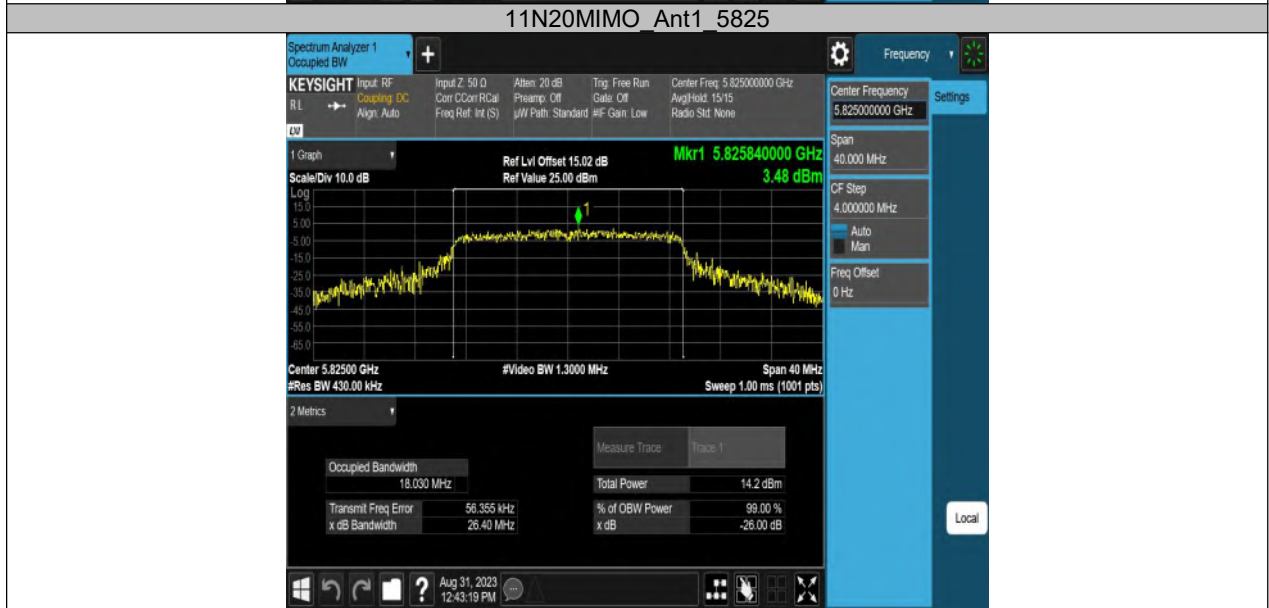 11N20MIMO_Ant1_5825
Spectrum Analyzer 1
Occupied BW
+
Frequency
KEYSIGHT
RL
LXI
Input: RF
Coupling: DC
Align: Auto
Input Z: 50 Ω
Corr CCorr RCal
Freq Ref: Int (S)
Atten: 20 dB
Preamp: Off
µW Path: Standard
Trig: Free Run
Gate: Off
#IF Gain: Low
Center Freq: 5.825000000 GHz
Avg|Hold: 15/15
Radio Std: None
Center Frequency
5.825000000 GHz
Settings
Span
40.000 MHz
CF Step
4.000000 MHz
Auto
Man
Freq Offset
0 Hz
1 Graph
Scale/Div 10.0 dB
Ref Lvl Offset 15.02 dB
Ref Value 25.00 dBm
Mkr1 5.825840000 GHz
3.48 dBm
Log
15.0
5.00
-5.00
-15.0
-25.0
-35.0
-45.0
-55.0
-65.0
1
Center 5.82500 GHz
#Res BW 430.00 kHz
#Video BW 1.3000 MHz
Span 40 MHz
Sweep 1.00 ms (1001 pts)
2 Metrics
Measure Trace Trace 1
Occupied Bandwidth
18.030 MHz
Total Power 14.2 dBm
Transmit Freq Error 56.355 kHz
% of OBW Power 99.00 %
x dB Bandwidth 26.40 MHz
x dB -26.00 dB
Local
?
Aug 31, 2023
12:43:19 PM